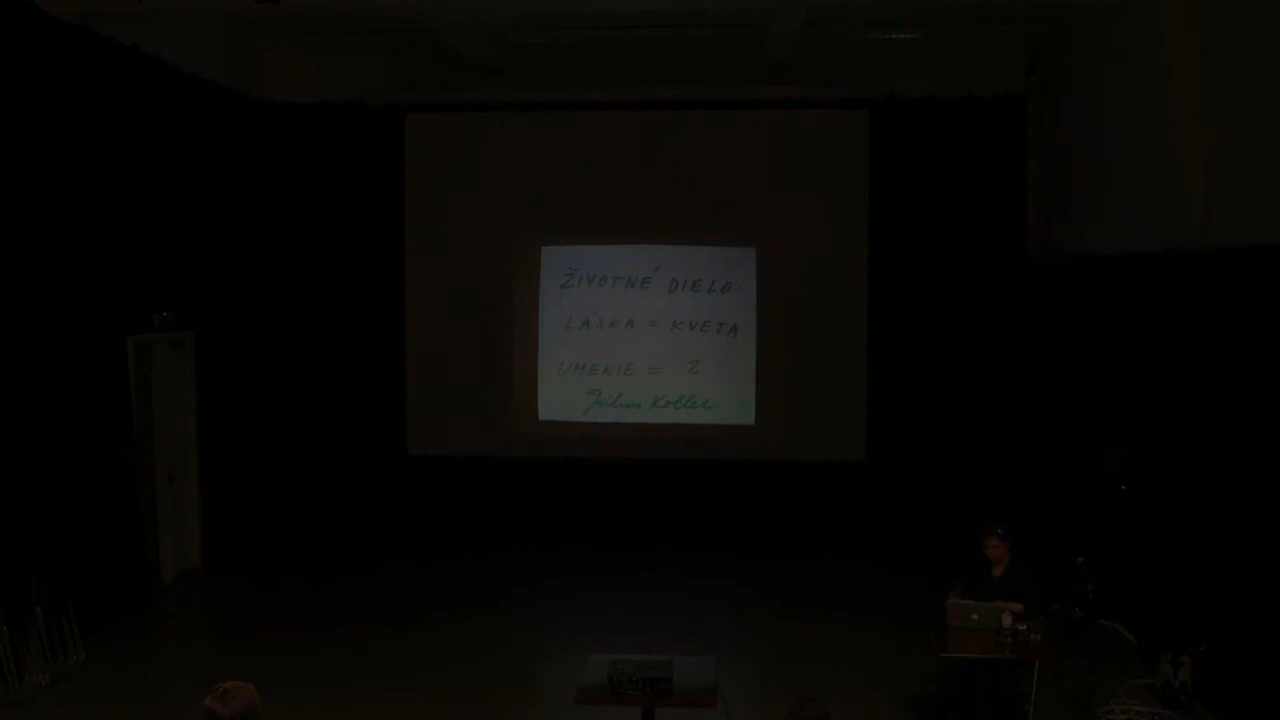 ŽIVOTNÉ DIELO
LÁSKA = KVETA
UMENIE = ?
Július Koller